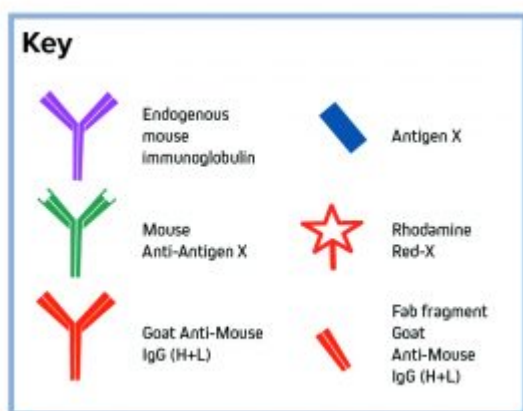 Key
Endogenous
mouse
immunoglobulin
Antigen X
Mouse
Anti-Antigen X
Rhodamine
Red-X
Goat Anti-Mouse
IgG (H+L)
Fab fragment
Goat
Anti-Mouse
IgG (H+L)